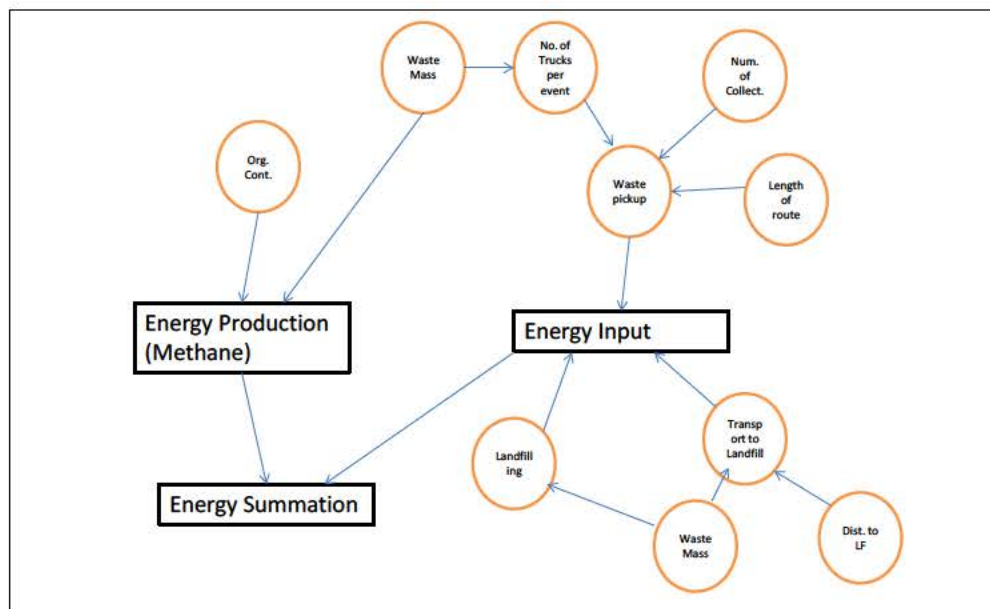 Waste
Mass
No. of
Trucks
per
event
Num.
of
Collect.
Org.
Cont.
Waste
pickup
Length
of
route
Energy Production
(Methane)
Energy Input
Landfill
ing
Transp
ort to
Landfill
Energy Summation
Waste
Mass
Dist. to
LF